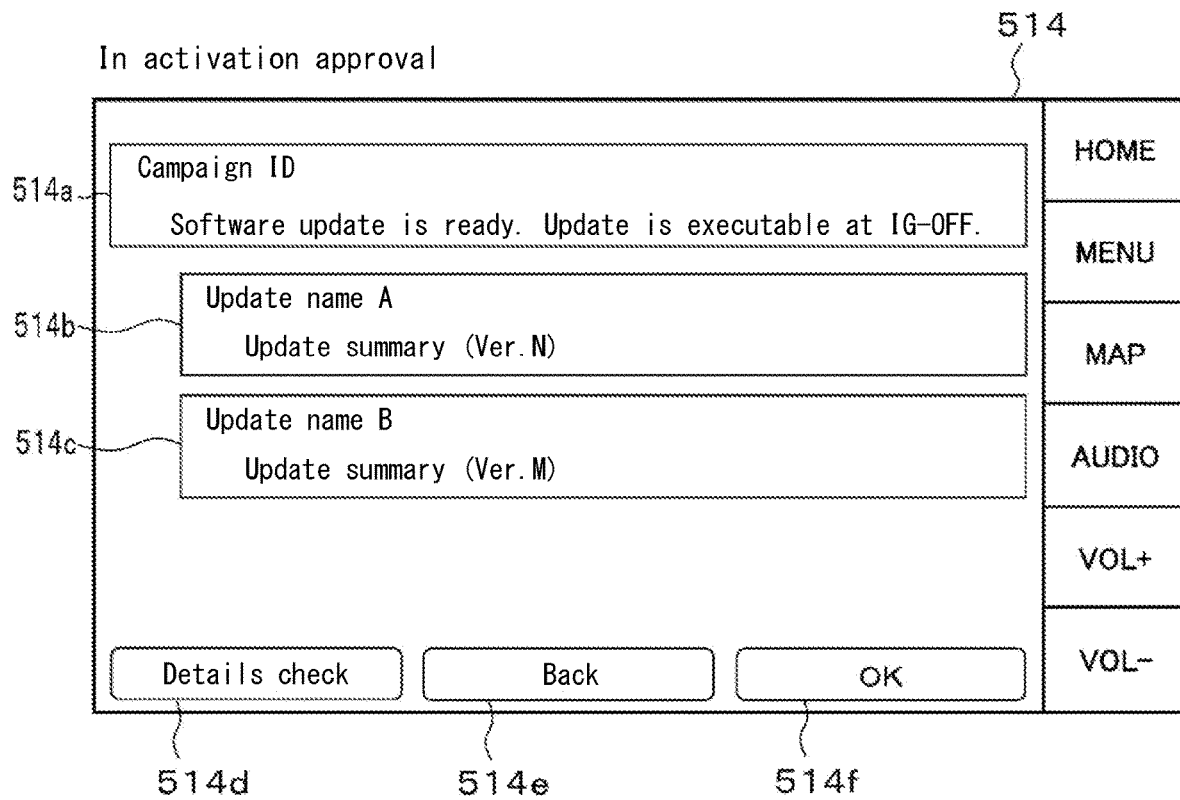 514
In activation approval
514a
Campaign ID
Software update is ready. Update is executable at IG-OFF.
514b
Update name A
Update summary (Ver.N)
514c
Update name B
Update summary (Ver.M)
Details check
Back
OK
514d
514e
514f
HOME
MENU
MAP
AUDIO
VOL+
VOL-